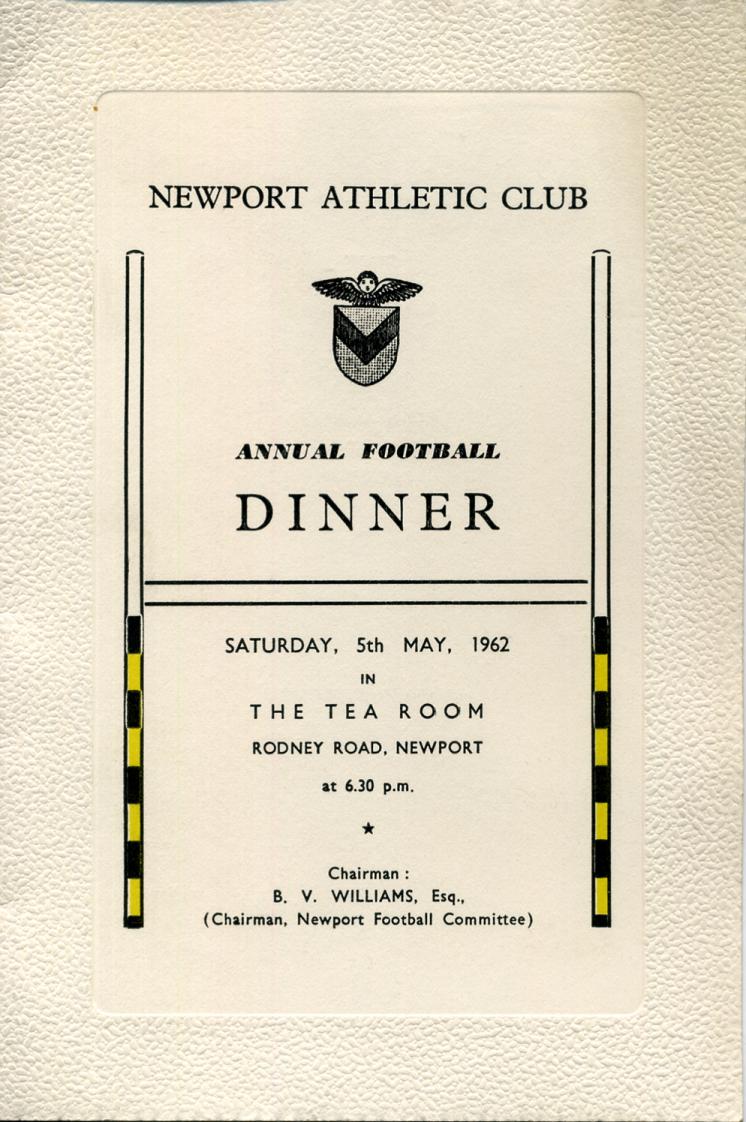 NEWPORT ATHLETIC CLUB
ANNUAL FOOTBALL
DINNER
SATURDAY, 5th MAY, 1962
IN
THE TEA ROOM
RODNEY ROAD, NEWPORT
at 6.30 p.m.
Chairman :
B. V. WILLIAMS, Esq.,
(Chairman, Newport Football Committee)